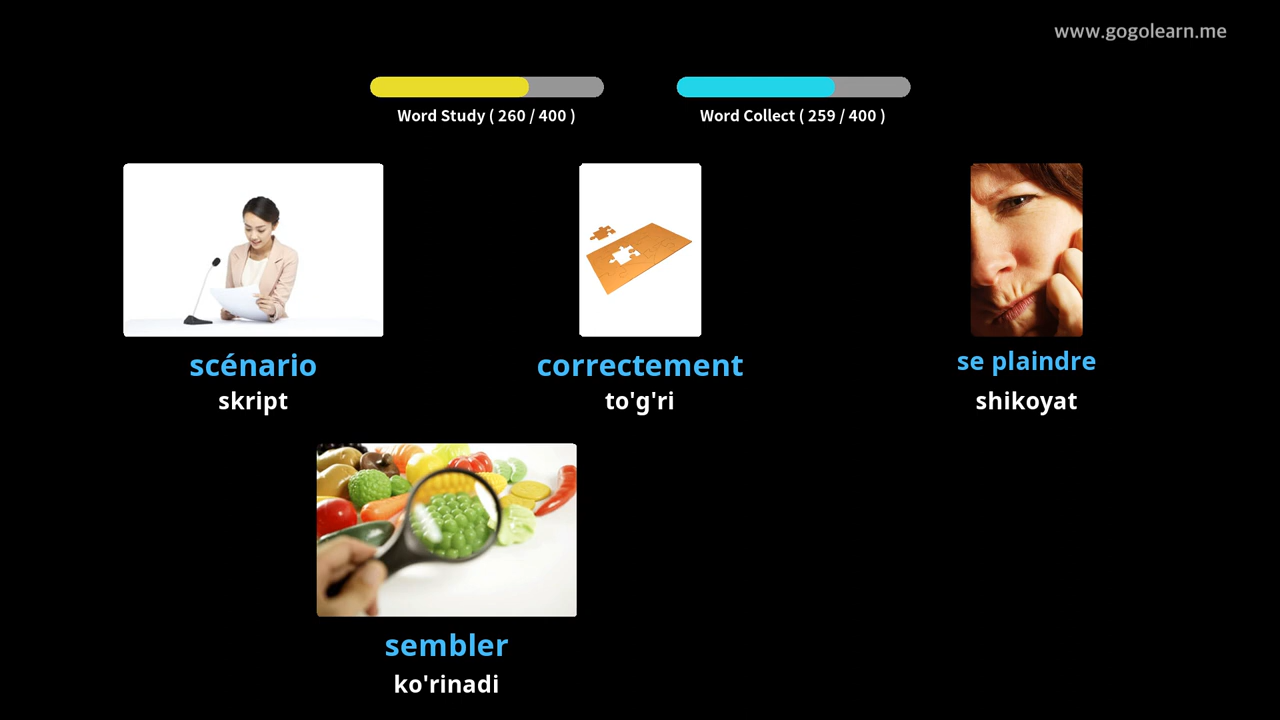 www.gogolearn.me
Word Study ( 260 / 400 )
Word Collect ( 259 / 400 )
scénario
skript
correctement
to'g'ri
se plaindre
shikoyat
sembler
ko'rinadi